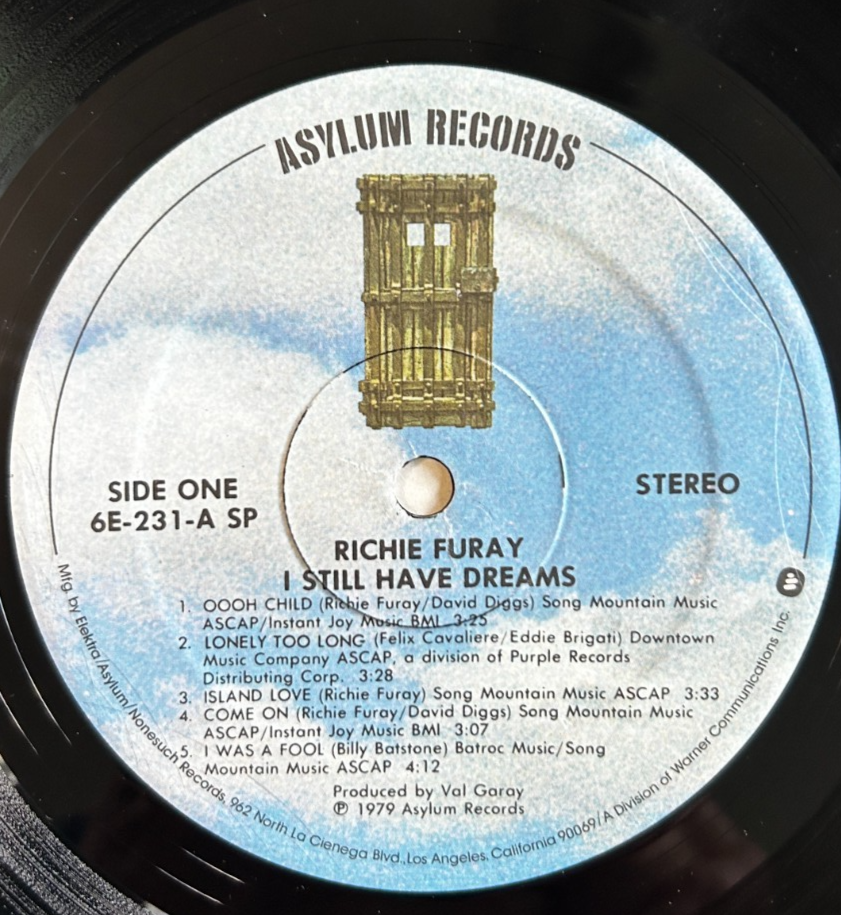 ASYLUM RECORDS
SIDE ONE
6E-231-A SP
STEREO
RICHIE FURAY
I STILL HAVE DREAMS
1. OOOH CHILD (Richie Furay/David Diggs) Song Mountain Music
ASCAP/Instant Joy Music BMI 3:25
2. LONELY TOO LONG (Felix Cavaliere/Eddie Brigati) Downtown
Music Company ASCAP, a division of Purple Records
Distributing Corp. 3:28
3. ISLAND LOVE (Richie Furay) Song Mountain Music ASCAP 3:33
4. COME ON (Richie Furay/David Diggs) Song Mountain Music
ASCAP/Instant Joy Music BMI 3:07
5. I WAS A FOOL (Billy Batstone) Batroc Music/Song
Mountain Music ASCAP 4:12
Produced by Val Garay
℗ 1979 Asylum Records
Mfg. by Elektra/Asylum/Nonesuch Records, 962 North La Cienega Blvd., Los Angeles, California 90069/A Division of Warner Communications Inc.